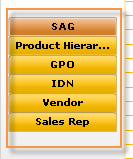 SAG
Product Hierar...
GPO
IDN
Vendor
Sales Rep